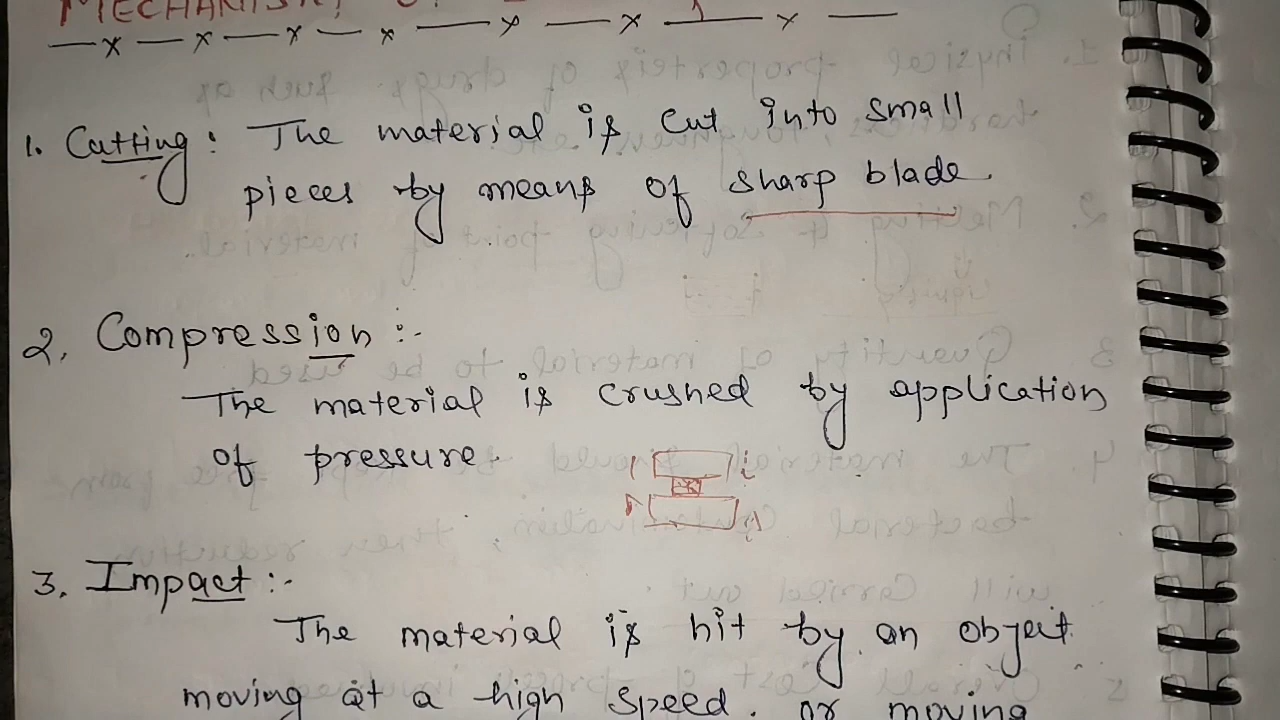 MECHANISM OF
1. Cutting : The material is cut into small
pieces by means of sharp blade.
2. Compression :-
The material is crushed by application
of pressure.
3. Impact :-
The material is hit by an object
moving at a high speed. or moving